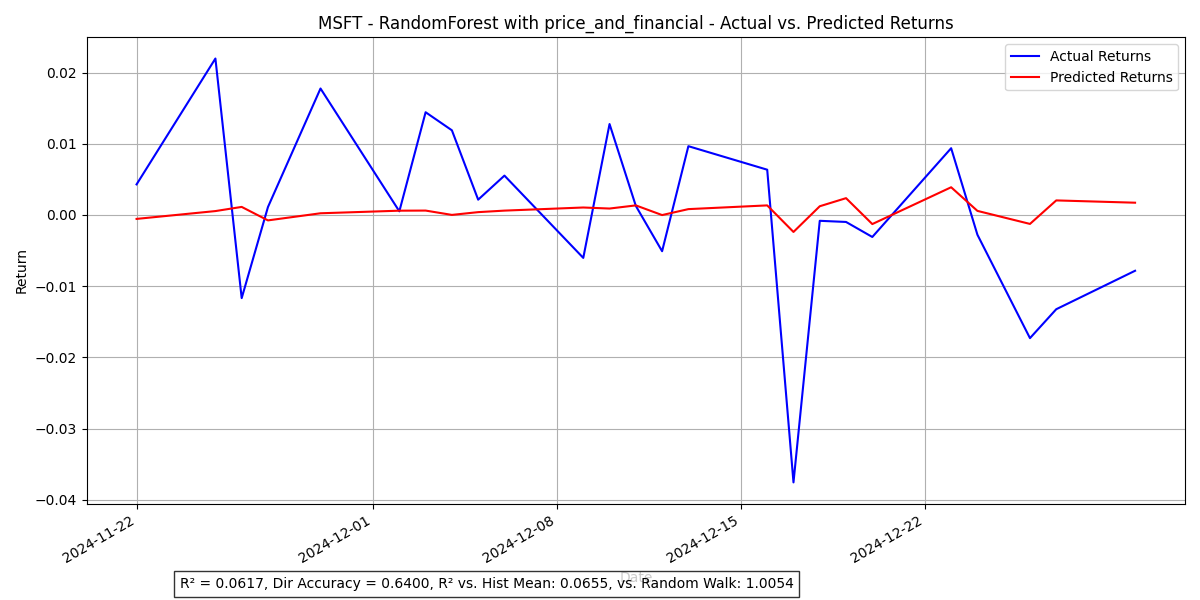 MSFT - RandomForest with price_and_financial - Actual vs. Predicted Returns
Actual Returns
Predicted Returns
0.02
0.01
0.00
−0.01
−0.02
−0.03
−0.04
Return
2024-11-22
2024-12-01
2024-12-08
2024-12-15
2024-12-22
Date
R² = 0.0617, Dir Accuracy = 0.6400, R² vs. Hist Mean: 0.0655, vs. Random Walk: 1.0054